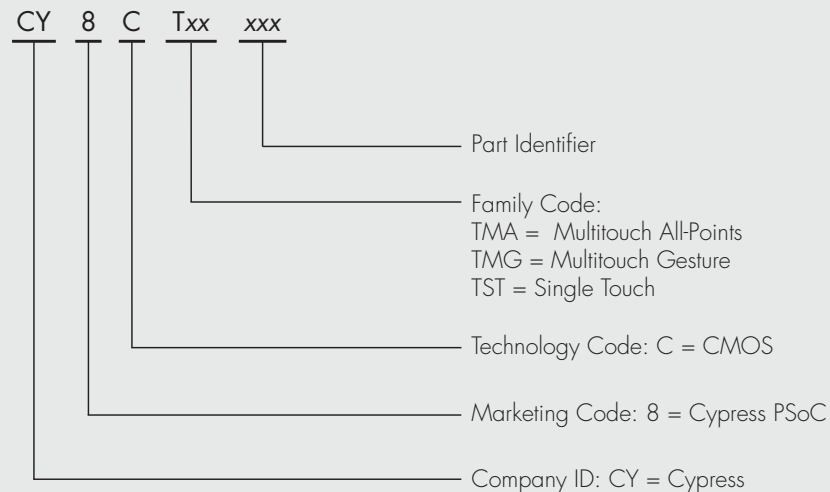 CY 8 C Txx xxx
Part Identifier
Family Code:
TMA = Multitouch All-Points
TMG = Multitouch Gesture
TST = Single Touch
Technology Code: C = CMOS
Marketing Code: 8 = Cypress PSoC
Company ID: CY = Cypress